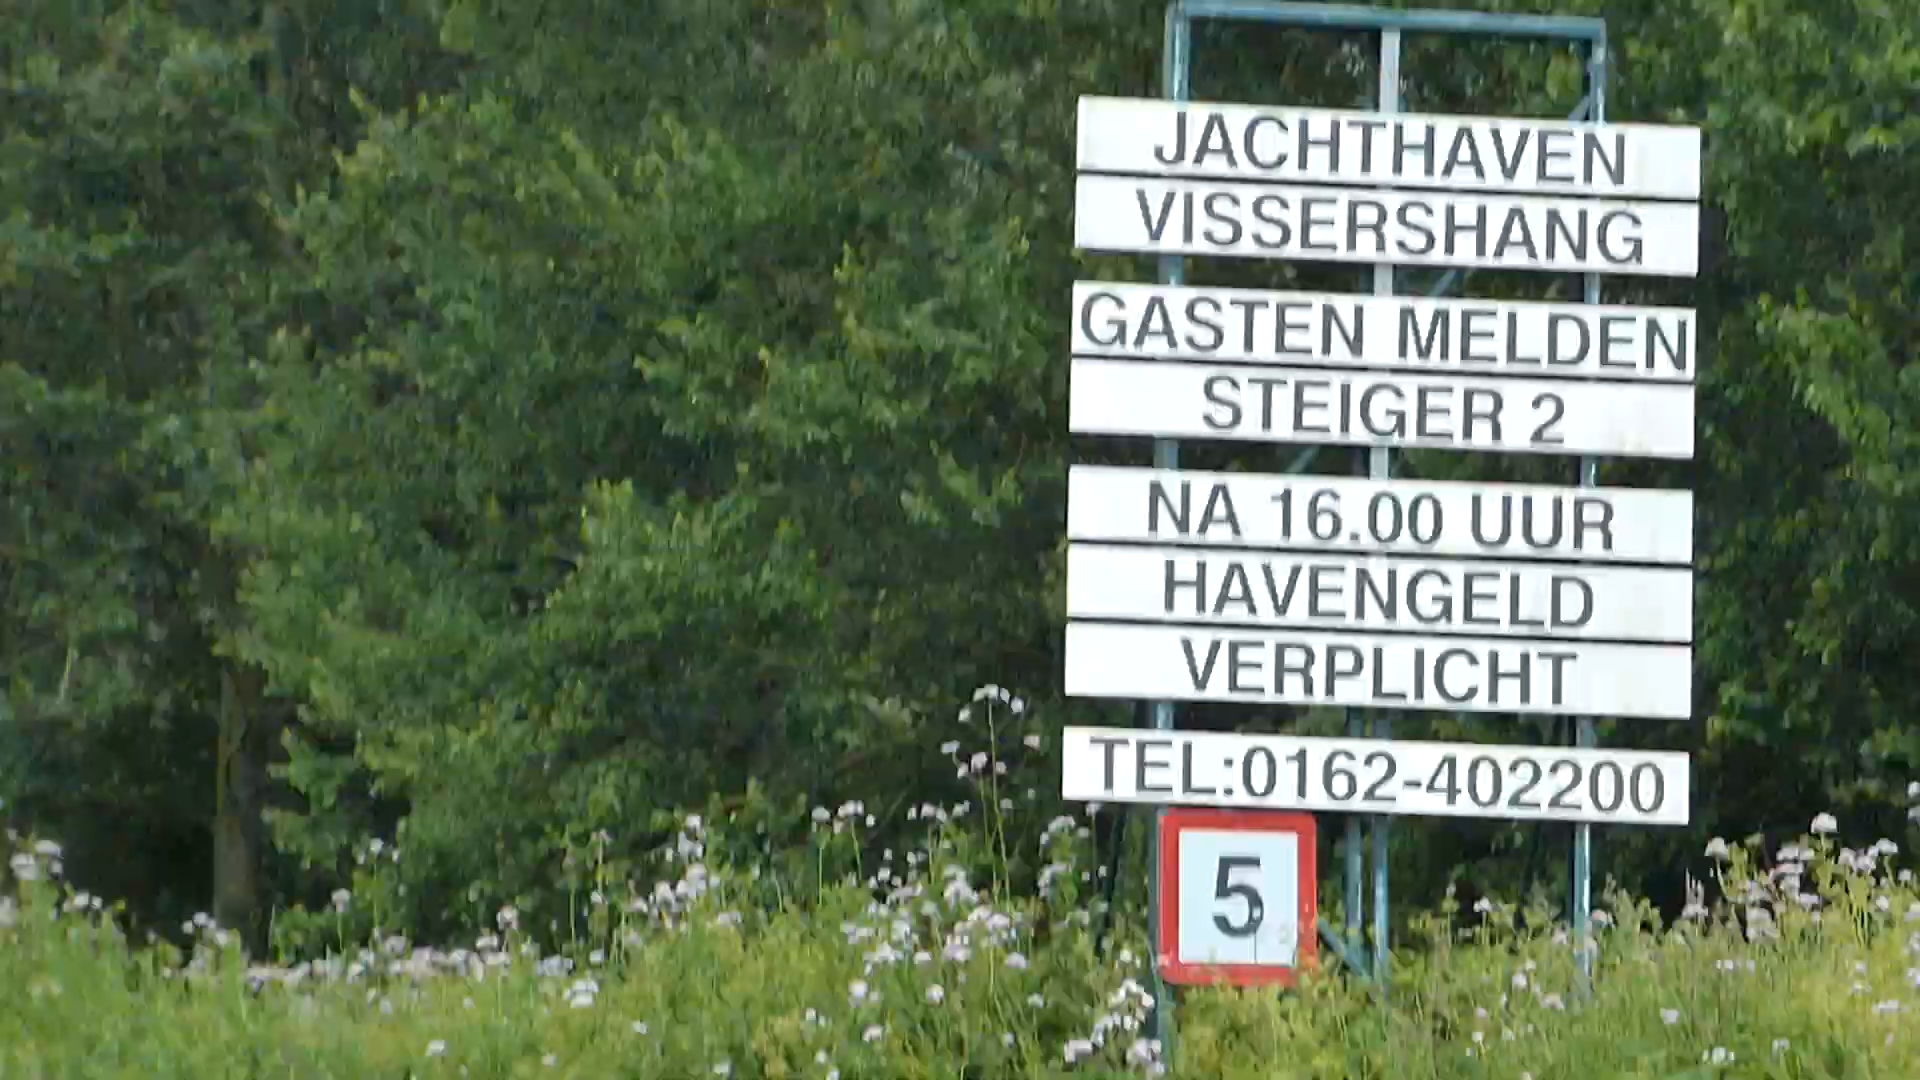 JACHTHAVEN
VISSERSHANG
GASTEN MELDEN
STEIGER 2
NA 16.00 UUR
HAVENGELD
VERPLICHT
TEL:0162-402200
5